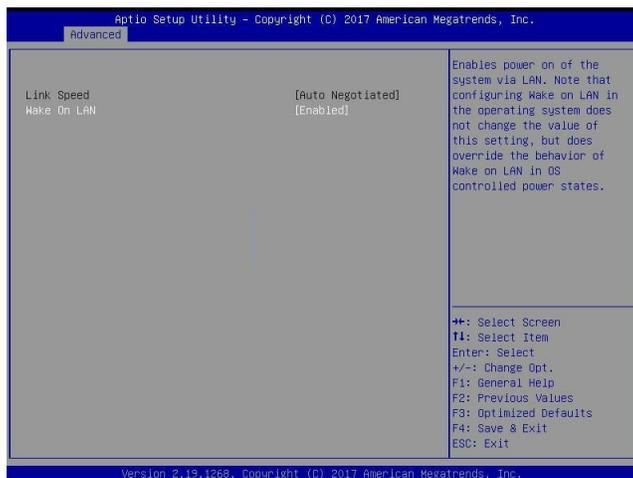 Aptio Setup Utility – Copyright (C) 2017 American Megatrends, Inc.
Advanced
Link Speed [Auto Negotiated]
Wake On LAN [Enabled]
Enables power on of the
system via LAN. Note that
configuring Wake on LAN in
the operating system does
not change the value of
this setting, but does
override the behavior of
Wake on LAN in OS
controlled power states.
→←: Select Screen
↑↓: Select Item
Enter: Select
+/-: Change Opt.
F1: General Help
F2: Previous Values
F3: Optimized Defaults
F4: Save & Exit
ESC: Exit
Version 2.19.1268. Copyright (C) 2017 American Megatrends, Inc.